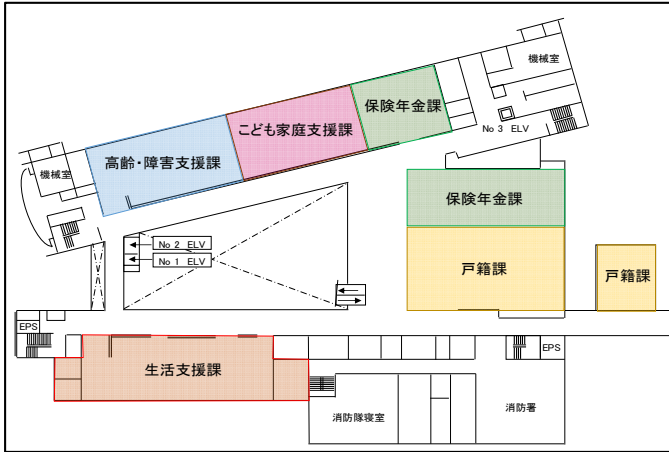 機械室
保険年金課
こども家庭支援課
No 3 ELV
高齢・障害支援課
機械室
保険年金課
No 2 ELV
No 1 ELV
戸籍課
戸籍課
EPS
EPS
生活支援課
消防隊寝室
消防署